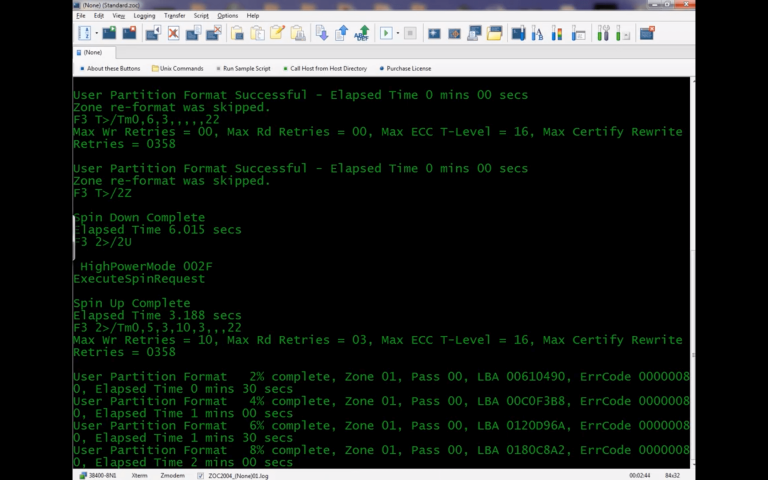 (None) (Standard.zoc)
File Edit View Logging Transfer Script Options Help
(None)
About these Buttons Unix Commands Run Sample Script Call Host from Host Directory Purchase License
User Partition Format Successful - Elapsed Time 0 mins 00 secs
Zone re-format was skipped.
F3 T>/Tm0,6,3,,,,,22
Max Wr Retries = 00, Max Rd Retries = 00, Max ECC T-Level = 16, Max Certify Rewrite
Retries = 0358
User Partition Format Successful - Elapsed Time 0 mins 00 secs
Zone re-format was skipped.
F3 T>/2Z
Spin Down Complete
Elapsed Time 6.015 secs
F3 2>/2U
HighPowerMode 002F
ExecuteSpinRequest
Spin Up Complete
Elapsed Time 3.188 secs
F3 2>/Tm0,5,3,10,3,,,22
Max Wr Retries = 10, Max Rd Retries = 03, Max ECC T-Level = 16, Max Certify Rewrite
Retries = 0358
User Partition Format 2% complete, Zone 01, Pass 00, LBA 00610490, ErrCode 0000008
0, Elapsed Time 0 mins 30 secs
User Partition Format 4% complete, Zone 01, Pass 00, LBA 00C0F3B8, ErrCode 0000008
0, Elapsed Time 1 mins 00 secs
User Partition Format 6% complete, Zone 01, Pass 00, LBA 0120D96A, ErrCode 0000008
0, Elapsed Time 1 mins 30 secs
User Partition Format 8% complete, Zone 01, Pass 00, LBA 0180C8A2, ErrCode 0000008
0, Elapsed Time 2 mins 00 secs
38400-8N1 Xterm Zmodem ZOC2004_(None)01.log 00:02:44 84x32